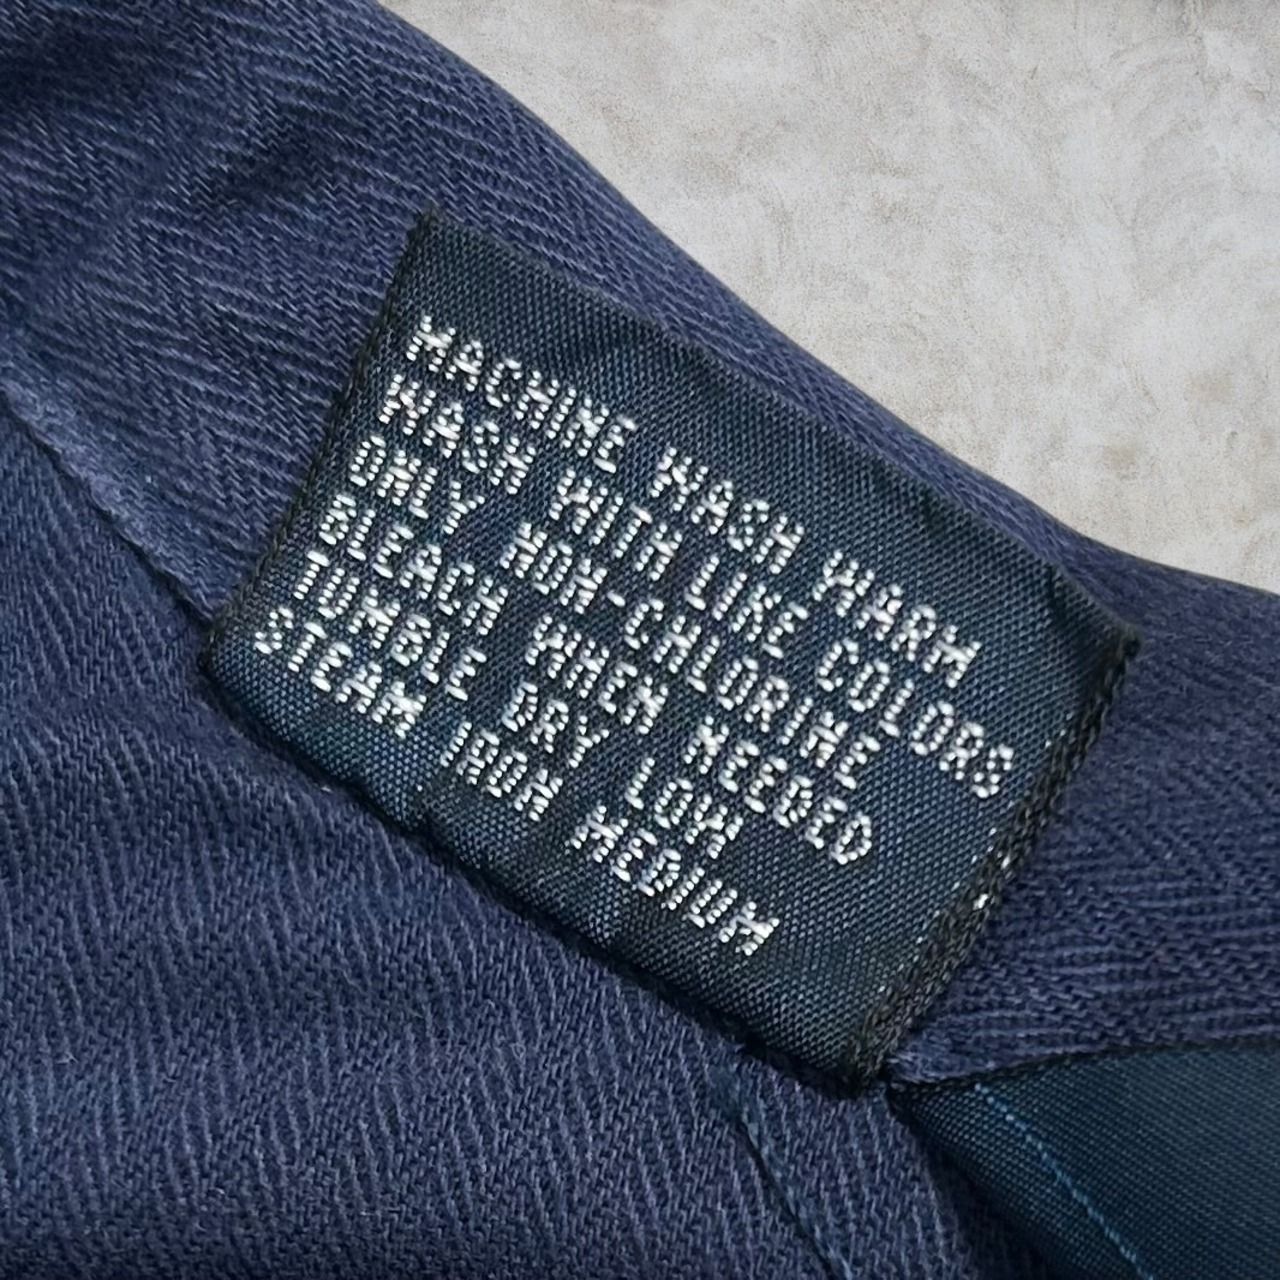 MACHINE WASH WARM
WASH WITH LIKE COLORS
ONLY NON-CHLORINE
BLEACH WHEN NEEDED
TUMBLE DRY LOW
STEAM IRON MEDIUM